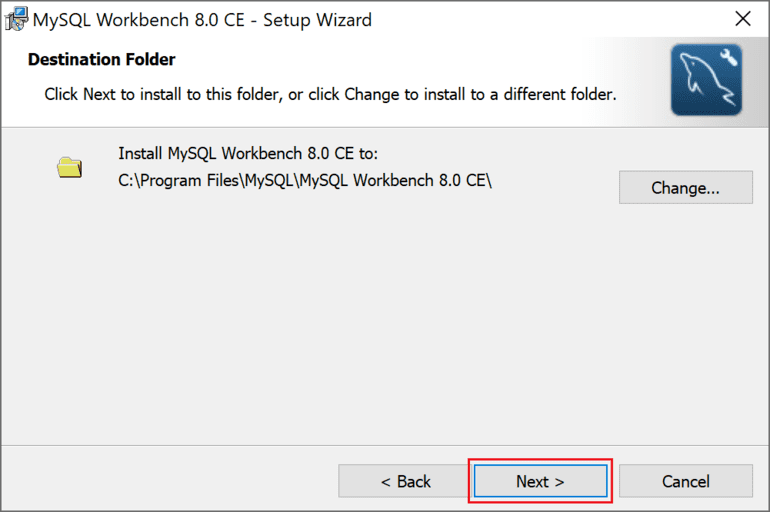 MySQL Workbench 8.0 CE - Setup Wizard
Destination Folder
Click Next to install to this folder, or click Change to install to a different folder.
Install MySQL Workbench 8.0 CE to:
C:\Program Files\MySQL\MySQL Workbench 8.0 CE\
Change...
< Back
Next >
Cancel